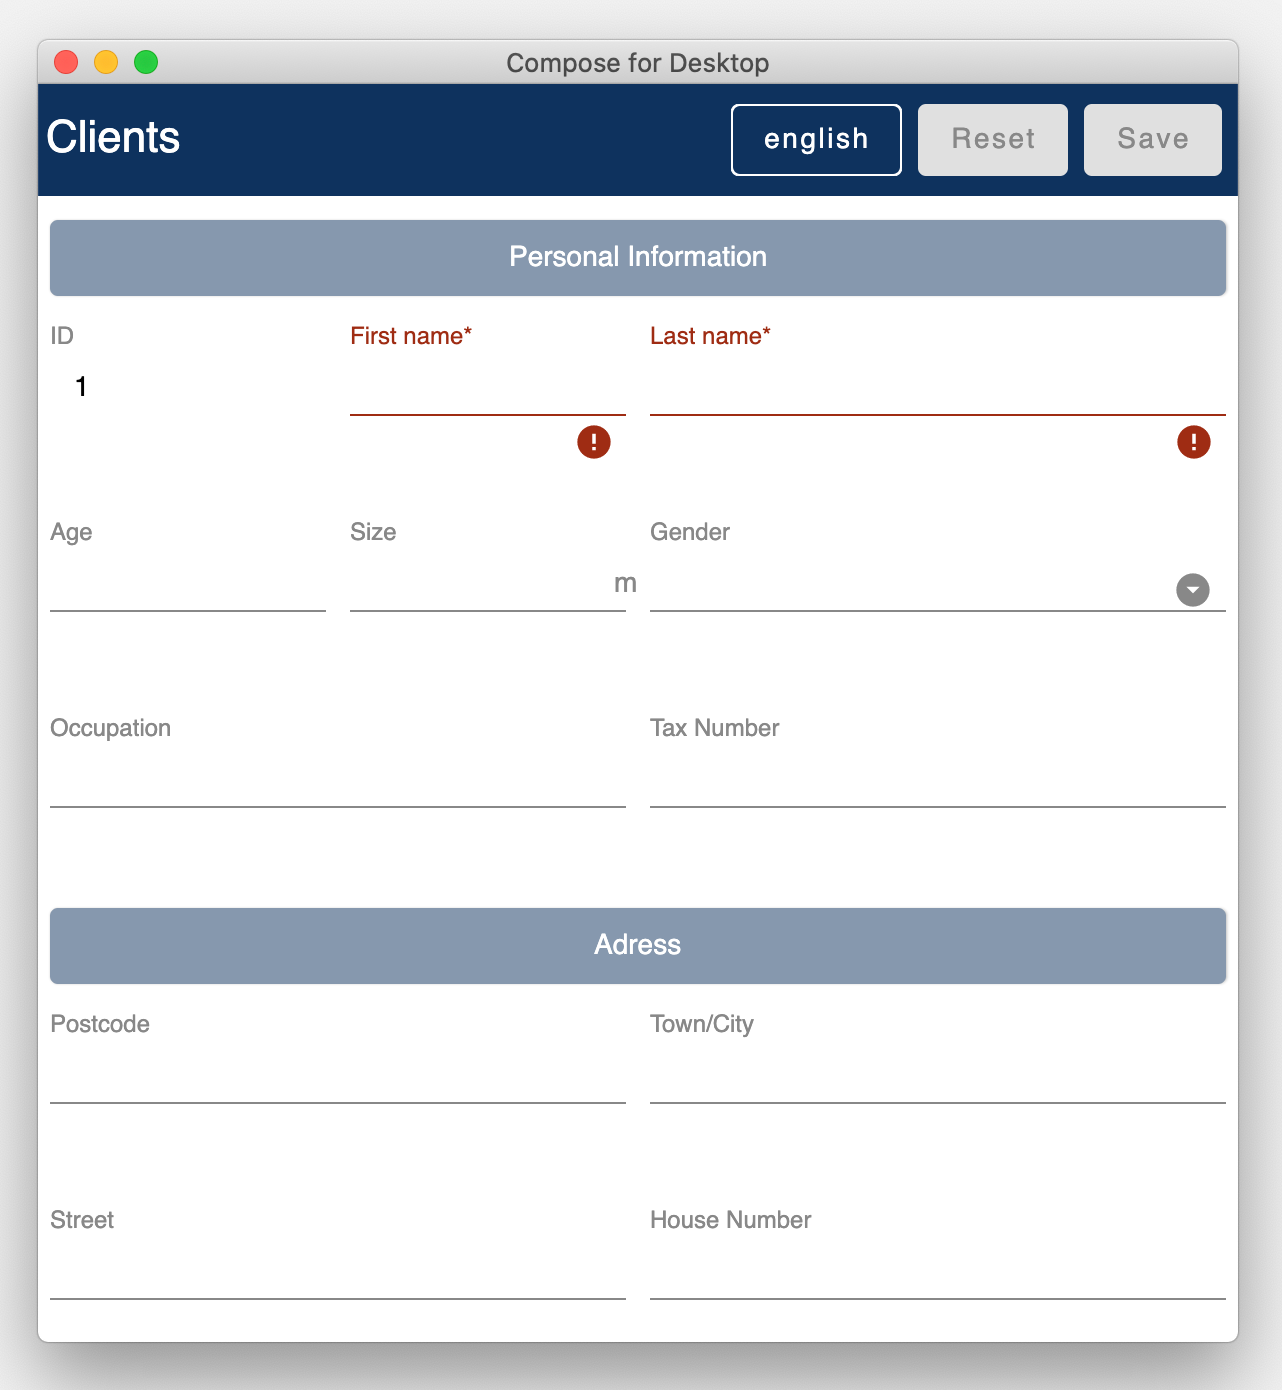 Compose for Desktop
Clients
english
Reset
Save
Personal Information
ID
First name*
Last name*
1
Age
Size
Gender
m
Occupation
Tax Number
Adress
Postcode
Town/City
Street
House Number